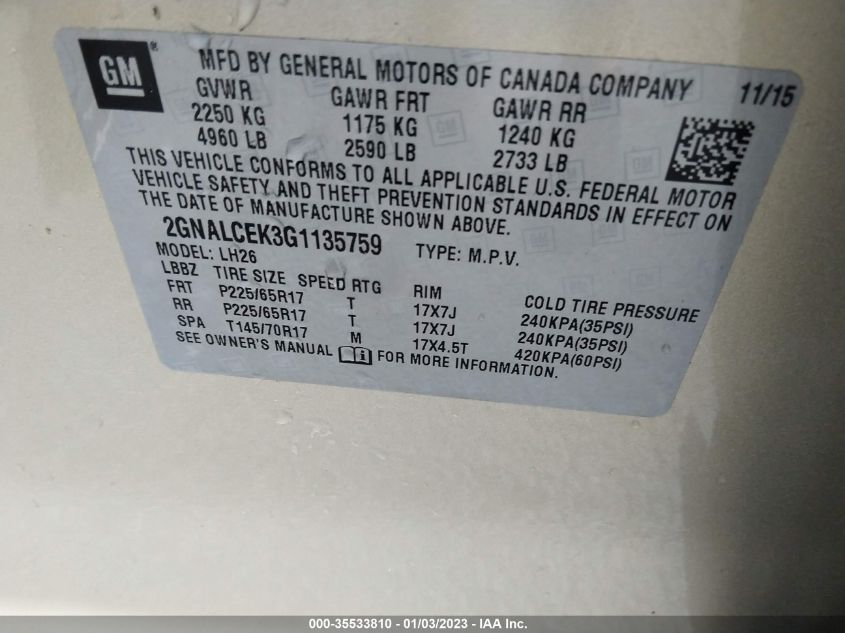 GM® MFD BY GENERAL MOTORS OF CANADA COMPANY 11/15
GVWR GAWR FRT GAWR RR
2250 KG 1175 KG 1240 KG
4960 LB 2590 LB 2733 LB
THIS VEHICLE CONFORMS TO ALL APPLICABLE U.S. FEDERAL MOTOR
VEHICLE SAFETY AND THEFT PREVENTION STANDARDS IN EFFECT ON
THE DATE OF MANUFACTURE SHOWN ABOVE.
2GNALCEK3G1135759 TYPE: M.P.V.
MODEL: LH26
LBBZ TIRE SIZE SPEED RTG RIM COLD TIRE PRESSURE
FRT P225/65R17 T 17X7J 240KPA(35PSI)
RR P225/65R17 T 17X7J 240KPA(35PSI)
SPA T145/70R17 M 17X4.5T 420KPA(60PSI)
SEE OWNER'S MANUAL FOR MORE INFORMATION.
000-35533810 - 01/03/2023 - IAA Inc.